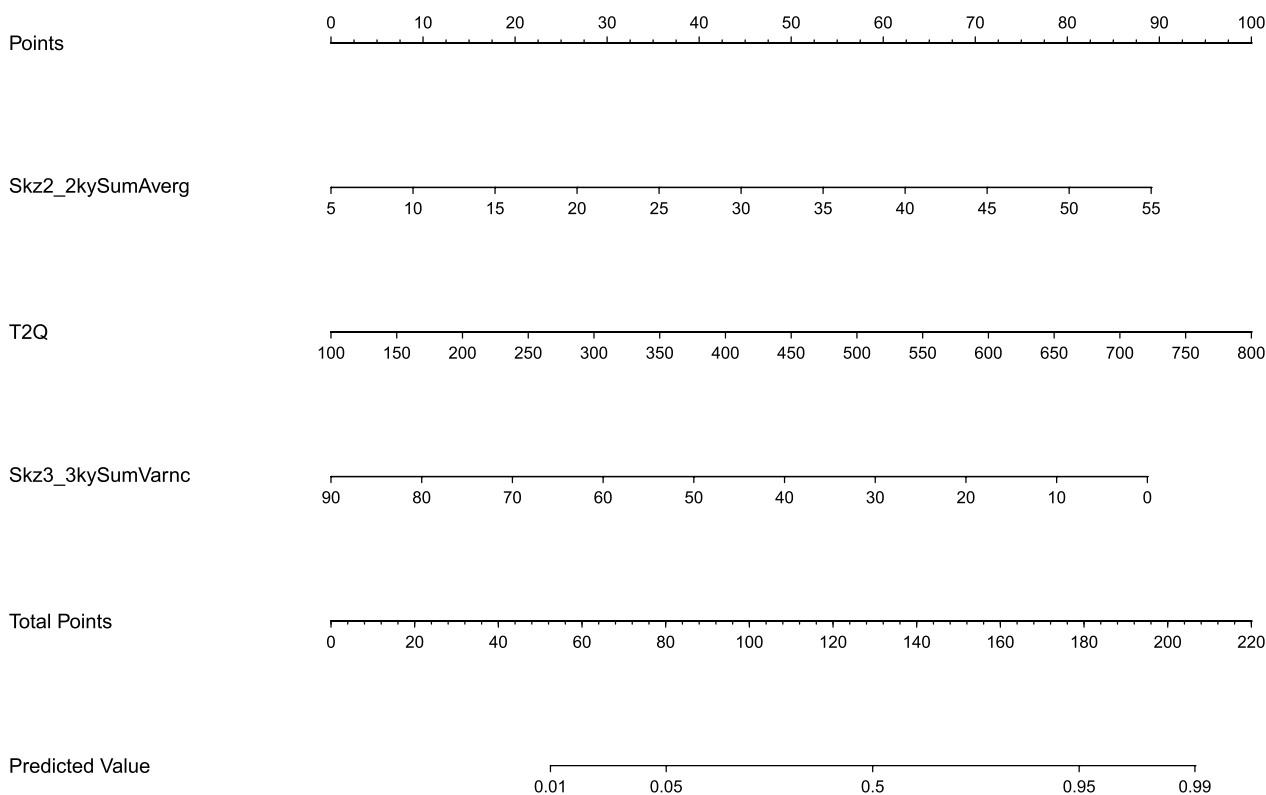 0 10 20 30 40 50 60 70 80 90 100
Points
Skz2_2kySumAverg
5 10 15 20 25 30 35 40 45 50 55
T2Q
100 150 200 250 300 350 400 450 500 550 600 650 700 750 800
Skz3_3kySumVarnc
90 80 70 60 50 40 30 20 10 0
Total Points
0 20 40 60 80 100 120 140 160 180 200 220
Predicted Value
0.01 0.05 0.5 0.95 0.99